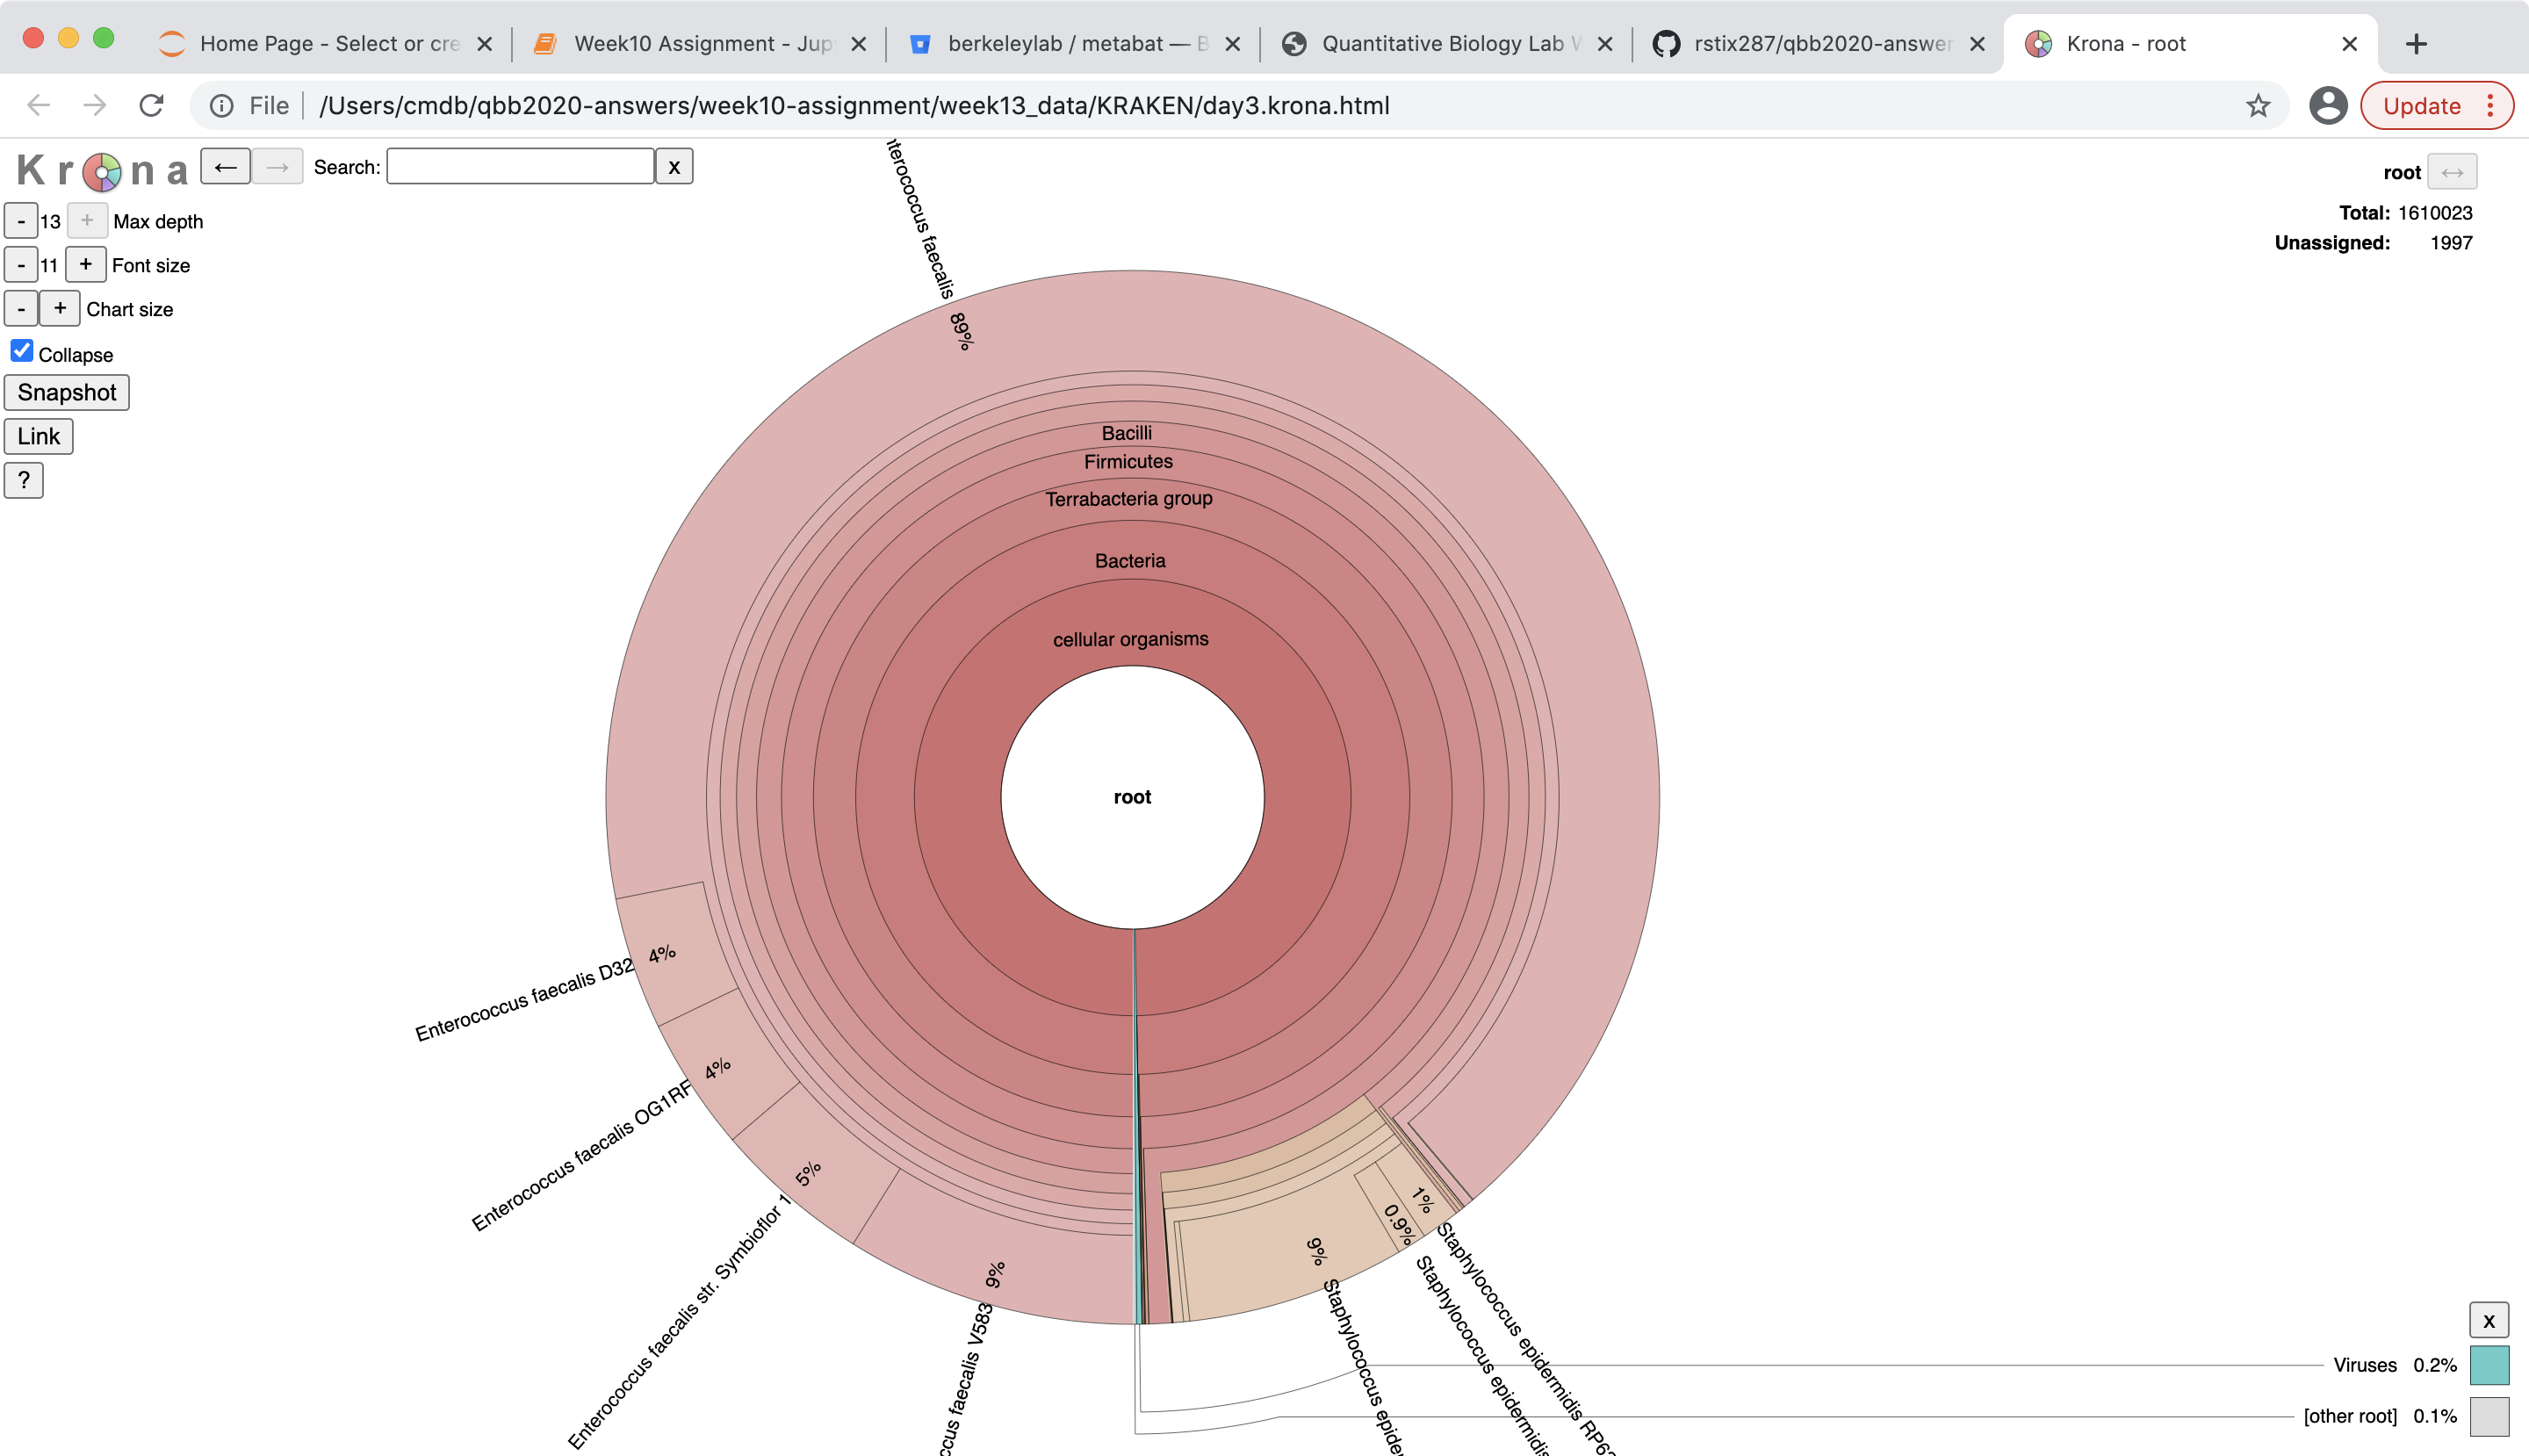 Home Page - Select or cre
Week10 Assignment - Jup
berkeleylab / metabat — B
Quantitative Biology Lab W
rstix287/qbb2020-answer
Krona - root
File
/Users/cmdb/qbb2020-answers/week10-assignment/week13_data/KRAKEN/day3.krona.html
Update
Krona
← → Search: x
- 13 + Max depth
- 11 + Font size
- + Chart size
Collapse
Snapshot
Link
?
root ↔
Total: 1610023
Unassigned: 1997
terococcus faecalis 89%
Bacilli
Firmicutes
Terrabacteria group
Bacteria
cellular organisms
root
Enterococcus faecalis D32 4%
Enterococcus faecalis OG1RF 4%
Enterococcus faecalis str. Symbioflor 1 5%
ccus faecalis V583 9%
9% Staphylococcus epider
0.9% Staphylococcus epidermidis
1% Staphylococcus epidermidis RP6
x
Viruses 0.2%
[other root] 0.1%